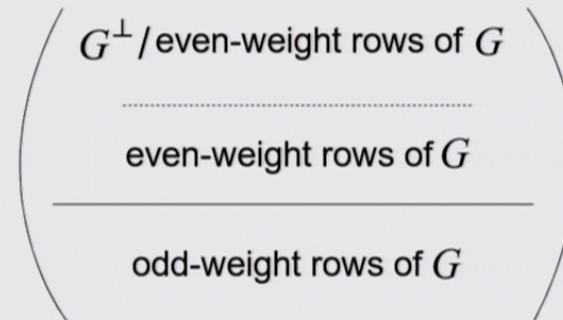 G⊥/even-weight rows of G
even-weight rows of G
odd-weight rows of G